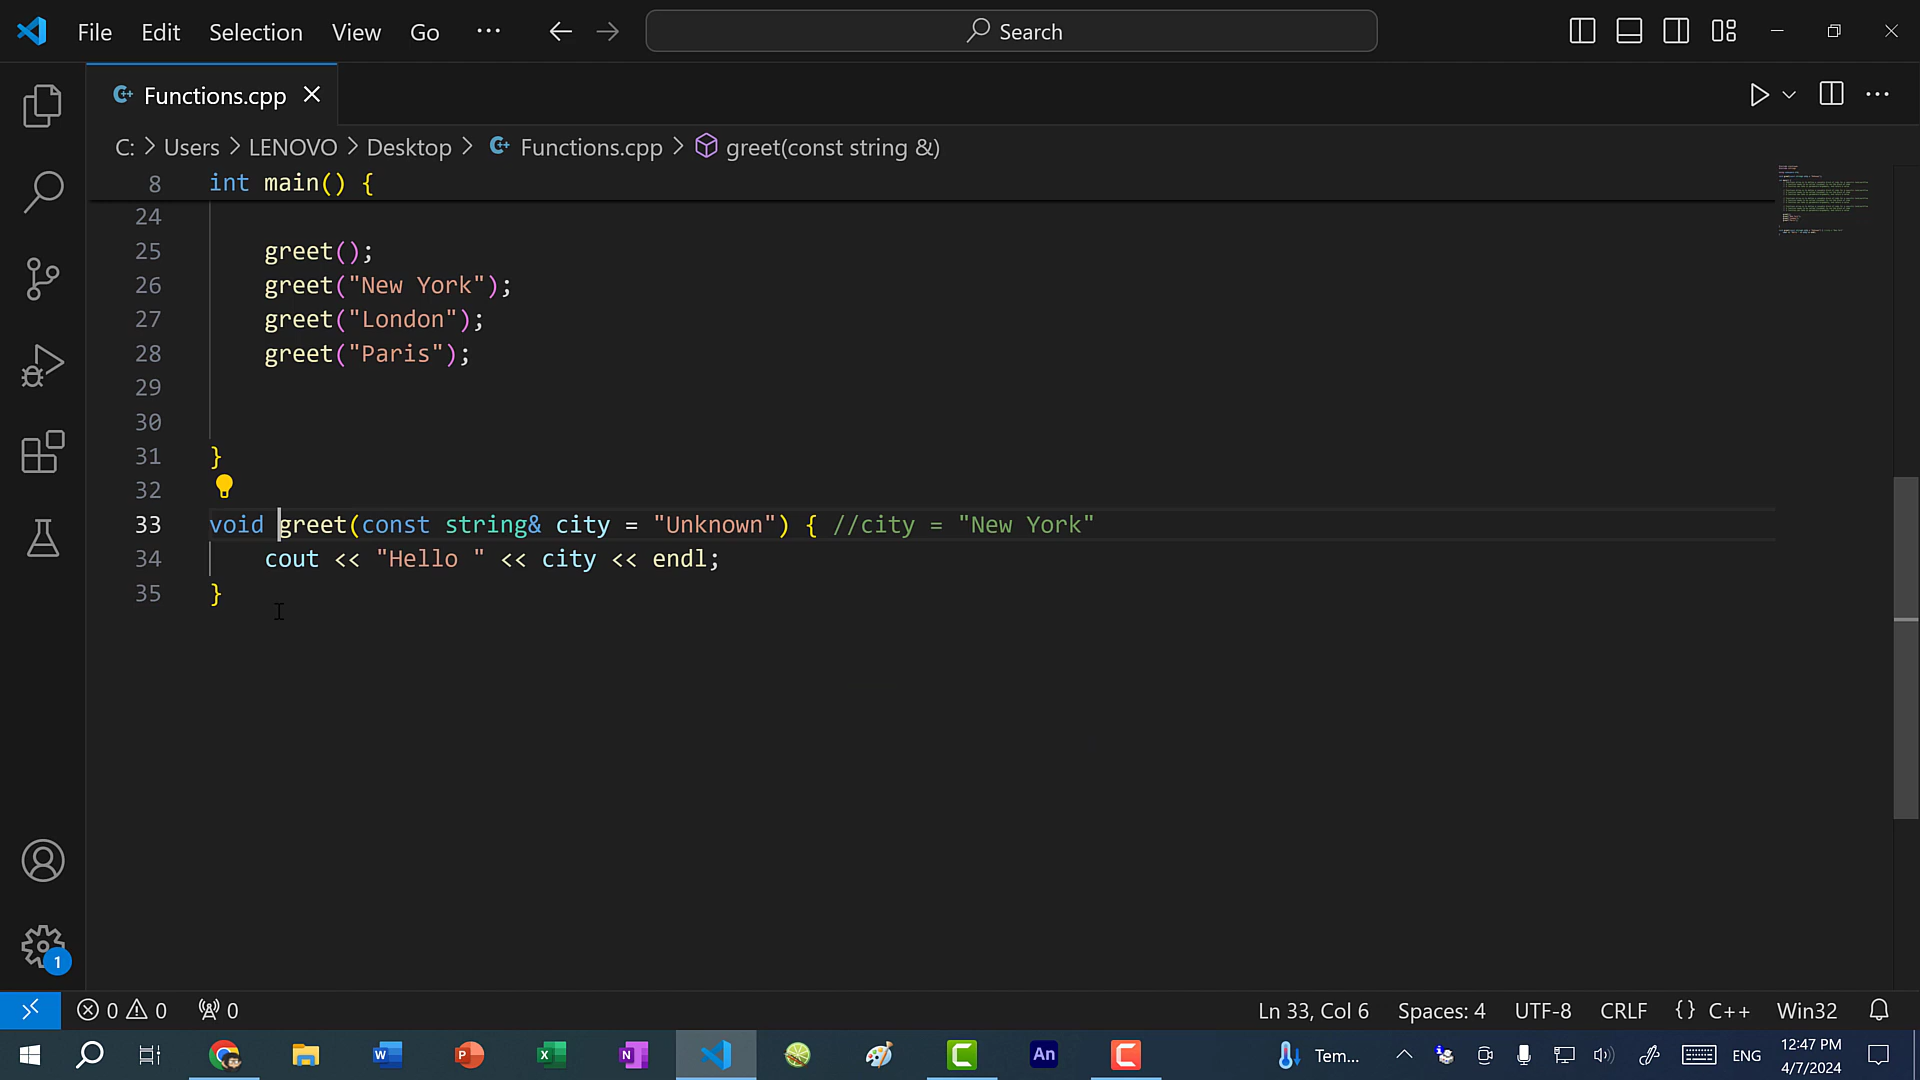 File Edit Selection View Go ··· Search
Functions.cpp
C: > Users > LENOVO > Desktop > Functions.cpp > greet(const string &)
8 int main() {
24
25 greet();
26 greet("New York");
27 greet("London");
28 greet("Paris");
29
30
31 }
32
33 void greet(const string& city = "Unknown") { //city = "New York"
34 cout << "Hello " << city << endl;
35 }
1
0 0 0 Ln 33, Col 6 Spaces: 4 UTF-8 CRLF {} C++ Win32
W P X N An C Tem... ENG 12:47 PM
4/7/2024